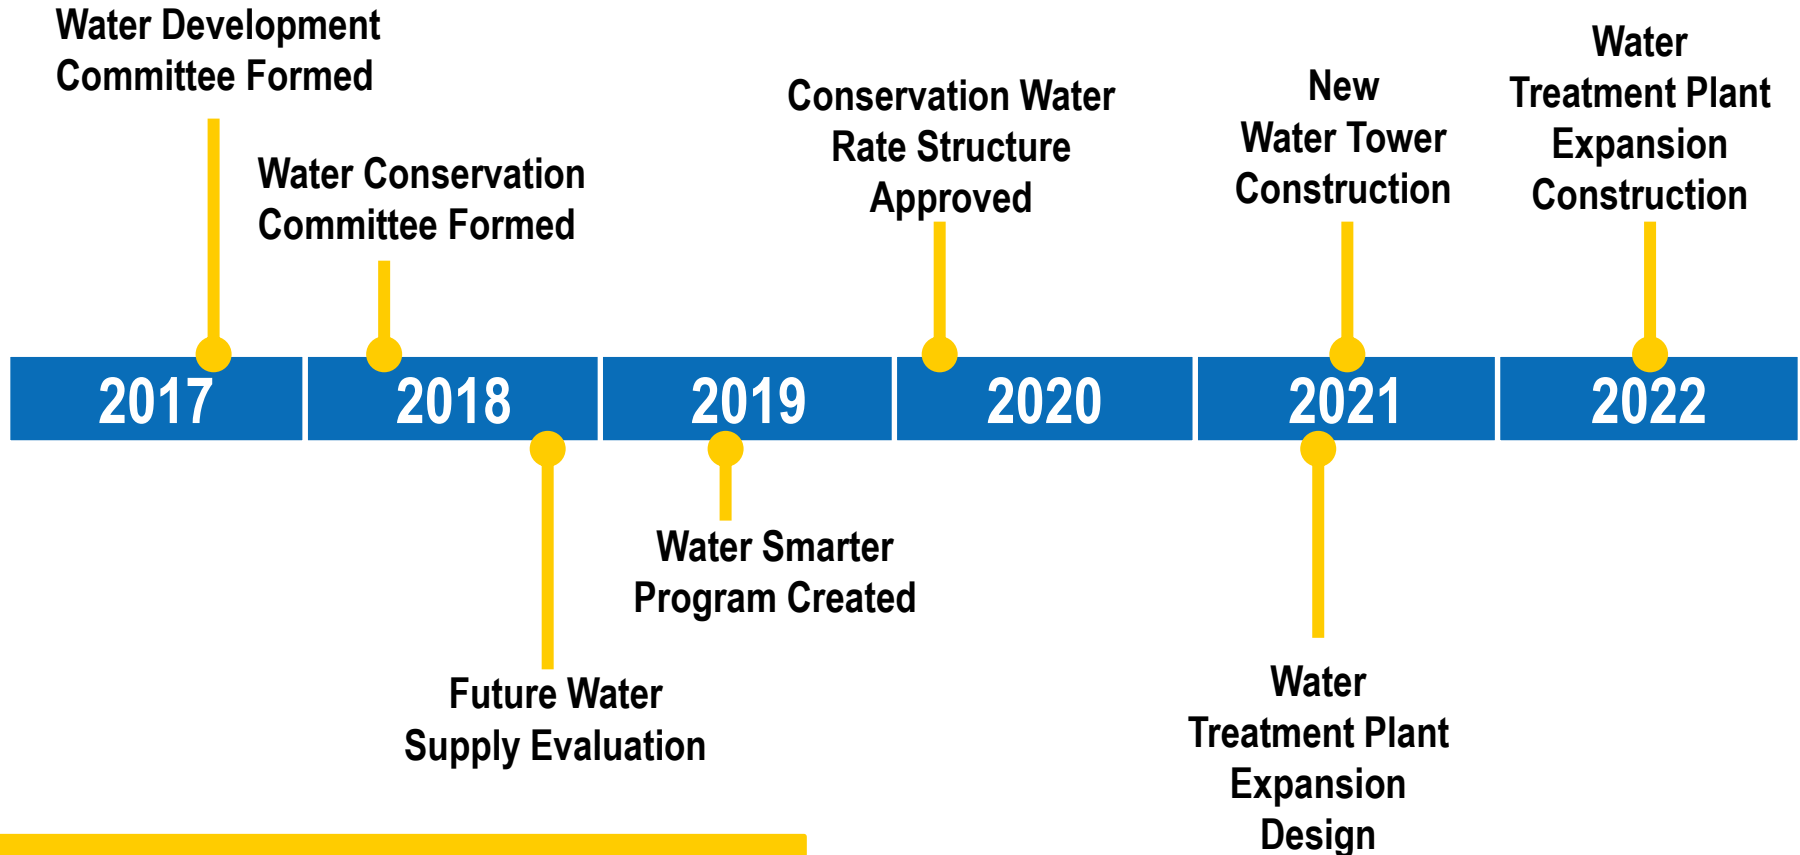 Water Development
Committee Formed
Water Conservation
Committee Formed
Conservation Water
Rate Structure
Approved
New
Water Tower
Construction
Water
Treatment Plant
Expansion
Construction
2017
2018
2019
2020
2021
2022
Future Water
Supply Evaluation
Water Smarter
Program Created
Water
Treatment Plant
Expansion
Design